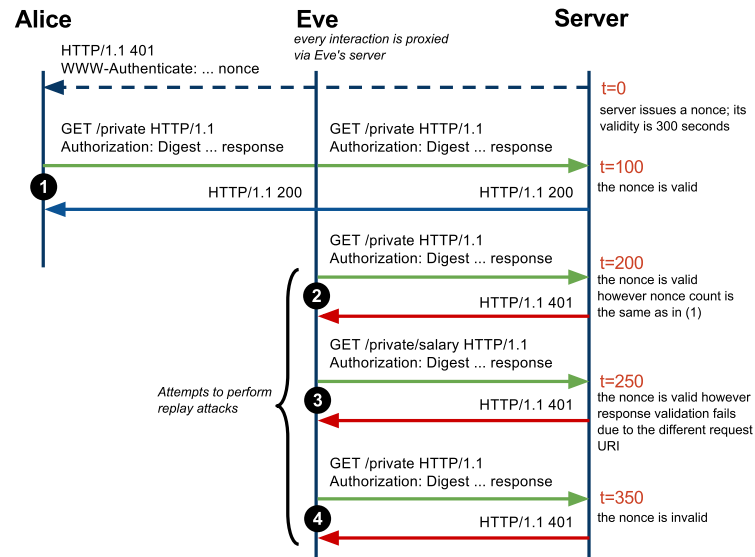 Alice
Eve
Server
every interaction is proxied
via Eve's server
HTTP/1.1 401
WWW-Authenticate: ... nonce
t=0
server issues a nonce; its
validity is 300 seconds
GET /private HTTP/1.1
Authorization: Digest ... response
GET /private HTTP/1.1
Authorization: Digest ... response
t=100
the nonce is valid
1
HTTP/1.1 200
HTTP/1.1 200
GET /private HTTP/1.1
Authorization: Digest ... response
t=200
the nonce is valid
however nonce count is
the same as in (1)
2
HTTP/1.1 401
GET /private/salary HTTP/1.1
Authorization: Digest ... response
t=250
the nonce is valid however
response validation fails
due to the different request
URI
Attempts to perform
replay attacks
3
HTTP/1.1 401
GET /private HTTP/1.1
Authorization: Digest ... response
t=350
the nonce is invalid
4
HTTP/1.1 401